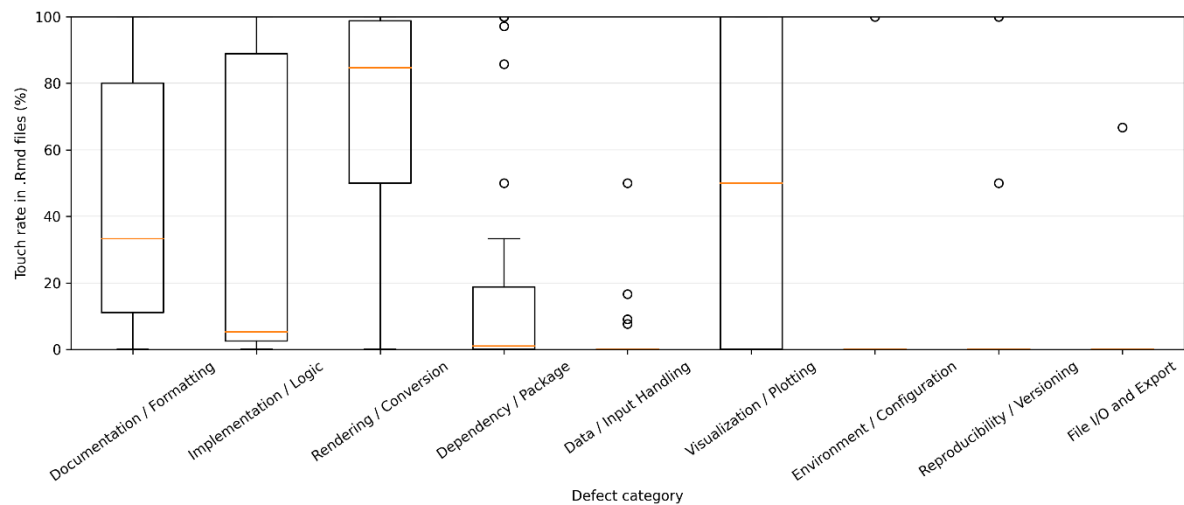 Touch rate in .Rmd files (%)
100
80
60
40
20
0
Documentation / Formatting
Implementation / Logic
Rendering / Conversion
Dependency / Package
Data / Input Handling
Visualization / Plotting
Environment / Configuration
Reproducibility / Versioning
File I/O and Export
Defect category